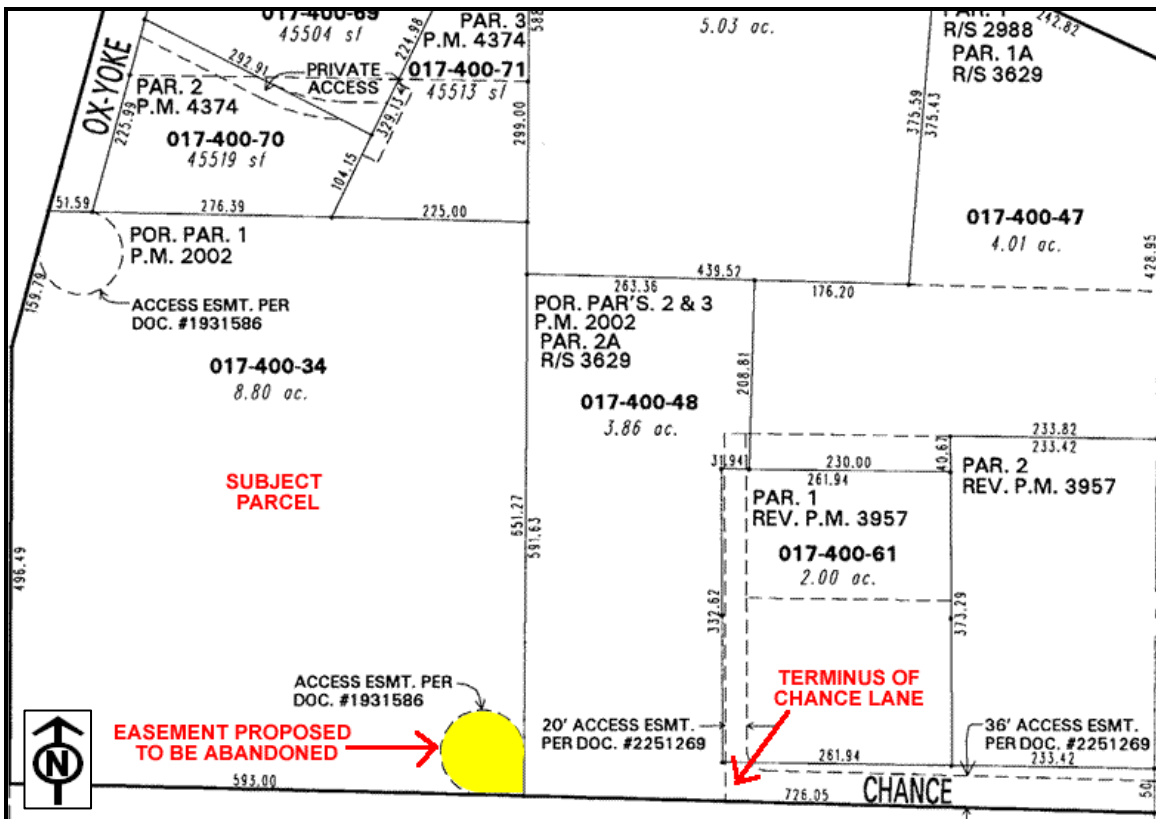 017-400-69
45504 sf
PAR. 3
P.M. 4374
017-400-71
45513 sf
224.98
588
5.03 ac.
PAR. 1
R/S 2988
PAR. 1A
R/S 3629
242.82
OX-YOKE
292.91
PRIVATE
ACCESS
PAR. 2
P.M. 4374
017-400-70
45519 sf
225.99
329.13
104.15
299.00
375.59
375.43
51.59
276.39
225.00
POR. PAR. 1
P.M. 2002
017-400-47
4.01 ac.
428.95
159.79
ACCESS ESMT. PER
DOC. #1931586
439.52
263.36
176.20
POR. PAR'S. 2 & 3
P.M. 2002
PAR. 2A
R/S 3629
017-400-34
8.80 ac.
208.81
017-400-48
3.86 ac.
233.82
233.42
SUBJECT
PARCEL
31.94
230.00
261.94
40.67
PAR. 2
REV. P.M. 3957
PAR. 1
REV. P.M. 3957
651.27
591.63
496.49
017-400-61
2.00 ac.
332.62
373.29
ACCESS ESMT. PER
DOC. #1931586
TERMINUS OF
CHANCE LANE
EASEMENT PROPOSED
TO BE ABANDONED
20' ACCESS ESMT.
PER DOC. #2251269
36' ACCESS ESMT.
PER DOC. #2251269
N
261.94
233.42
593.00
726.05
CHANCE
50